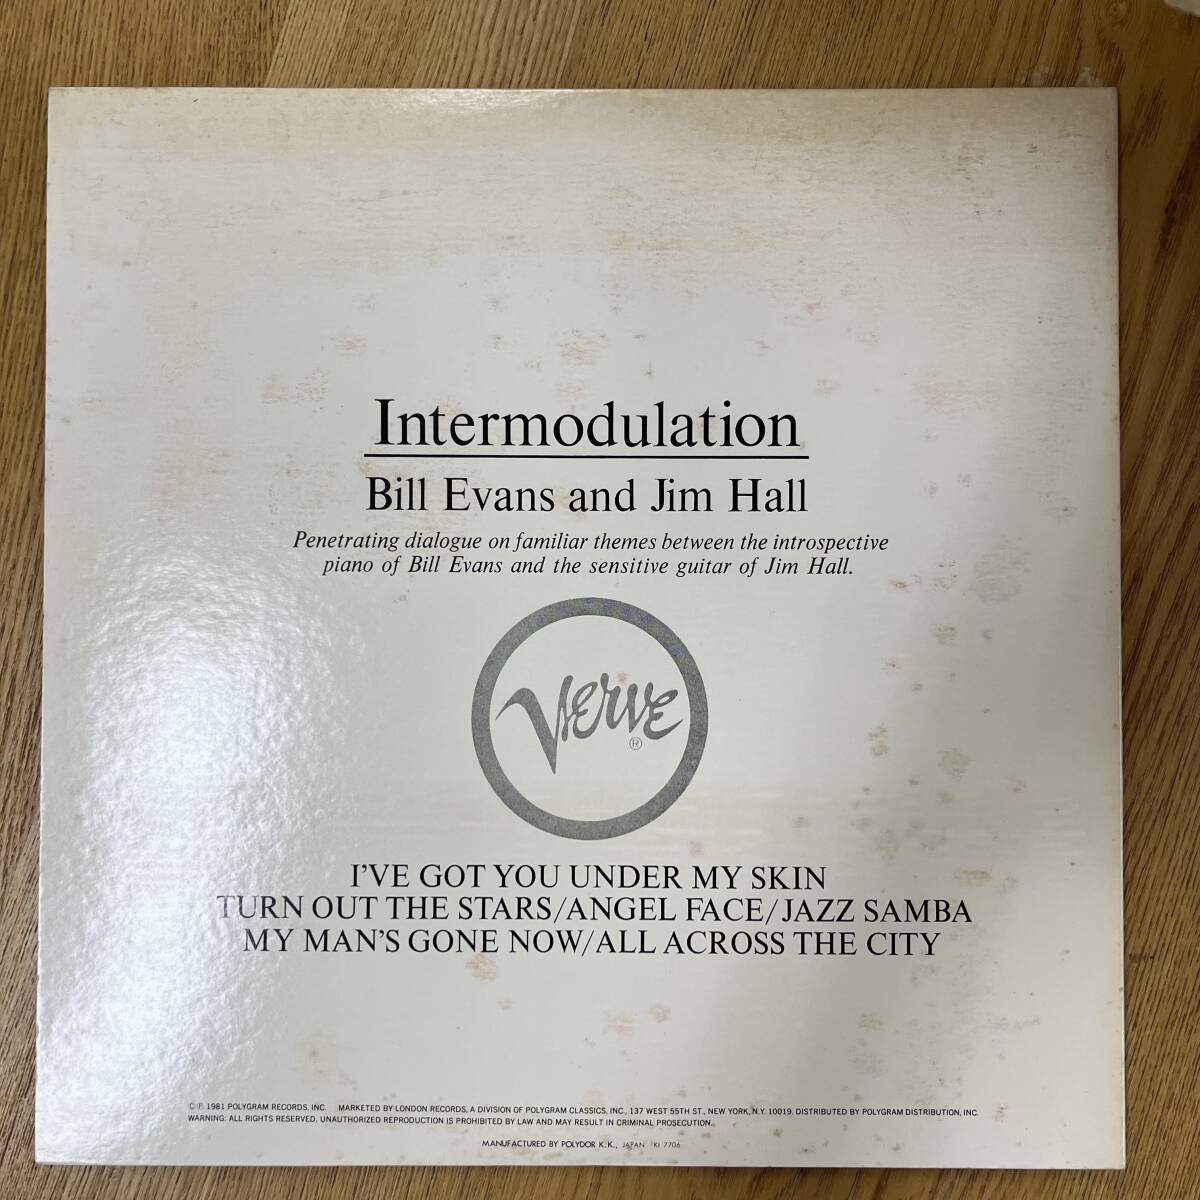 Intermodulation
Bill Evans and Jim Hall
Penetrating dialogue on familiar themes between the introspective
piano of Bill Evans and the sensitive guitar of Jim Hall.
Verve
®
I'VE GOT YOU UNDER MY SKIN
TURN OUT THE STARS/ANGEL FACE/JAZZ SAMBA
MY MAN'S GONE NOW/ALL ACROSS THE CITY
© ℗ 1981 POLYGRAM RECORDS, INC. MARKETED BY LONDON RECORDS, A DIVISION OF POLYGRAM CLASSICS, INC., 137 WEST 55TH ST., NEW YORK, N.Y. 10019. DISTRIBUTED BY POLYGRAM DISTRIBUTION, INC.
WARNING: ALL RIGHTS RESERVED. UNAUTHORIZED REPRODUCTION IS PROHIBITED BY LAW AND MAY RESULT IN CRIMINAL PROSECUTION.
MANUFACTURED BY POLYDOR K.K., JAPAN KI 7706